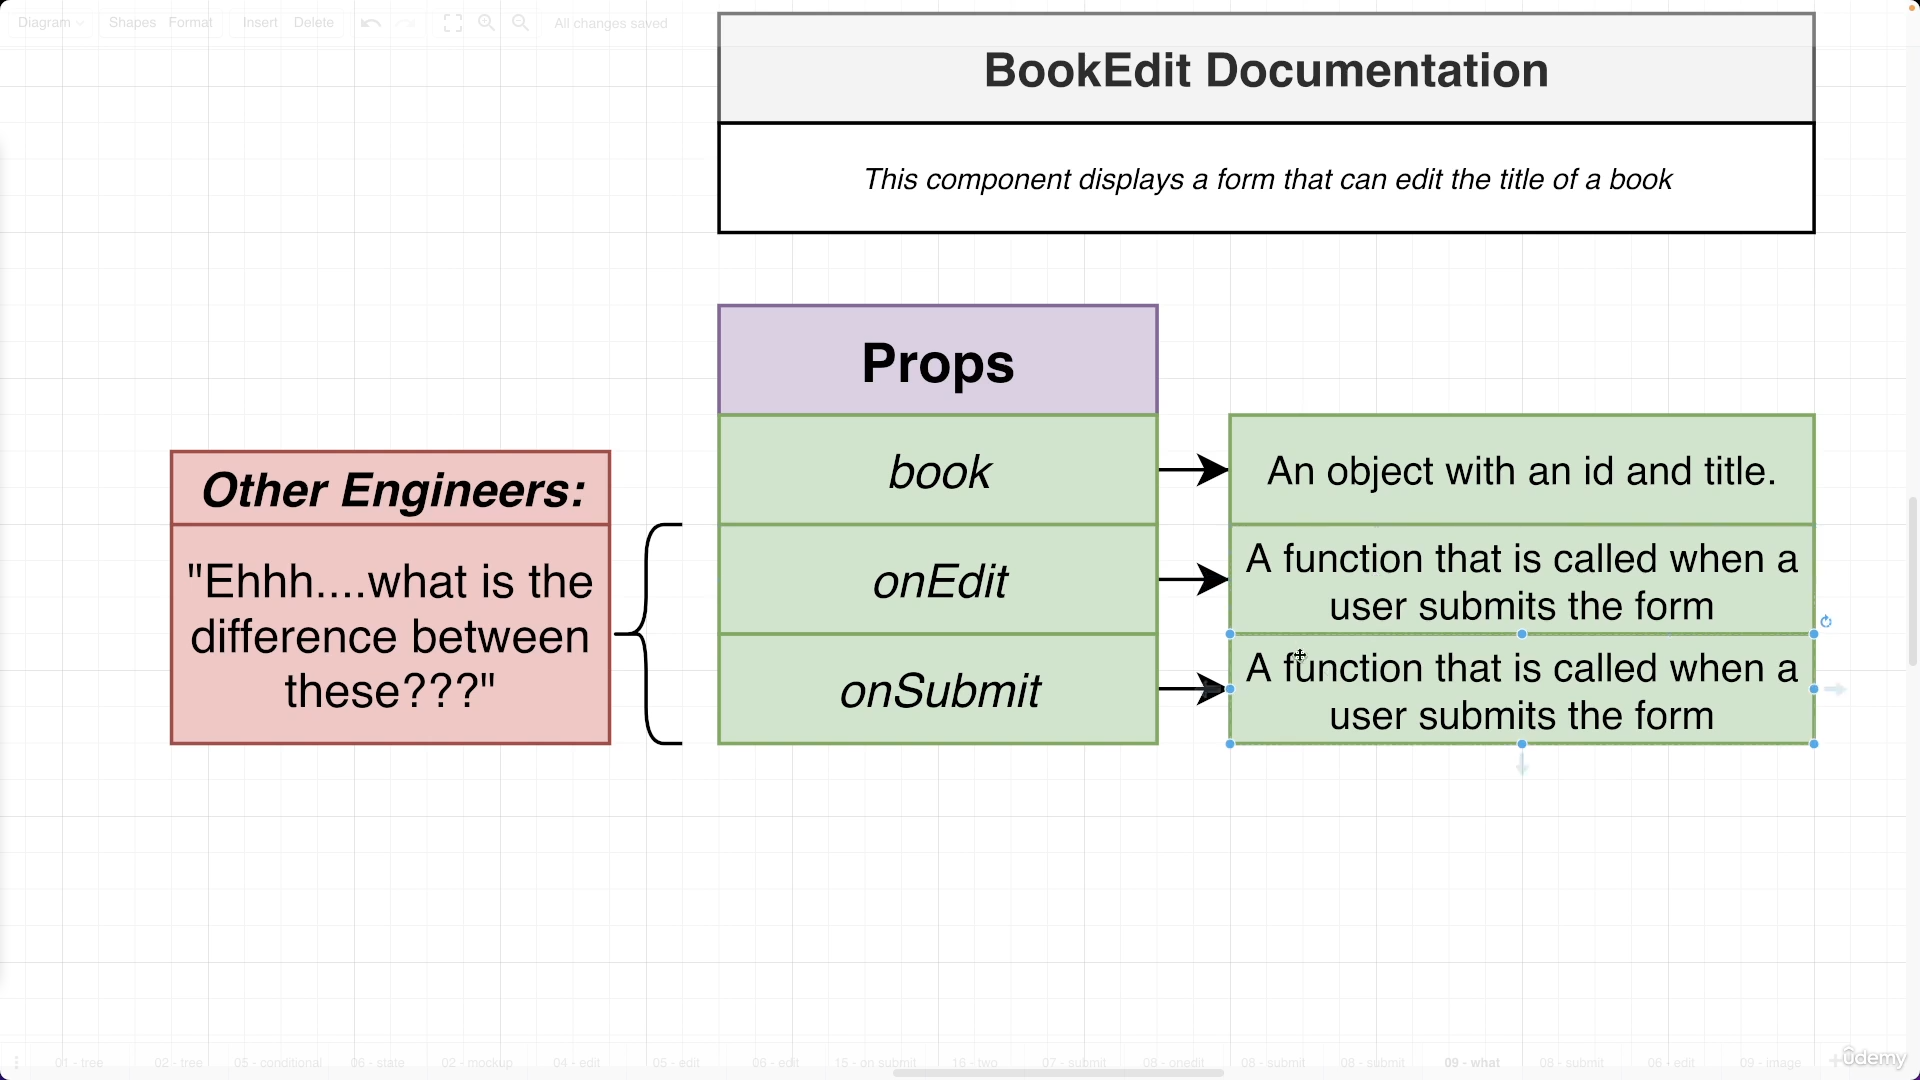 Diagram
Shapes
Format
Insert
Delete
All changes saved
BookEdit Documentation
This component displays a form that can edit the title of a book
Props
Other Engineers:
"Ehhh....what is the
difference between
these???"
book
An object with an id and title.
onEdit
A function that is called when a
user submits the form
onSubmit
A function that is called when a
user submits the form
01 - tree
02 - tree
05 - conditional
06 - state
02 - mockup
04 - edit
05 - edit
06 - edit
15 - on submit
16 - two
07 - submit
08 - onedit
08 - submit
08 - submit
09 - what
08 - submit
06 - edit
09 - image
ûdemy